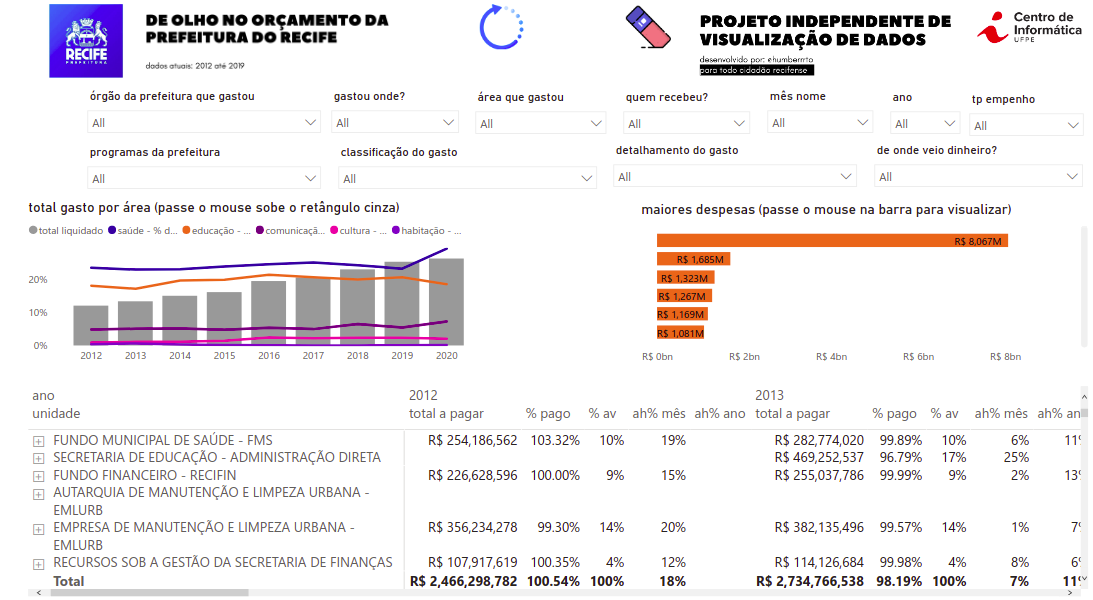 RECIFE
PREFEITURA
DE OLHO NO ORÇAMENTO DA
PREFEITURA DO RECIFE
dados atuais: 2012 até 2019
PROJETO INDEPENDENTE DE
VISUALIZAÇÃO DE DADOS
desenvolvido por: ehumberrto
para todo cidadão recifense
Centro de
Informática
UFPE
órgão da prefeitura que gastou
All
gastou onde?
All
área que gastou
All
quem recebeu?
All
mês nome
All
ano
All
tp empenho
All
programas da prefeitura
All
classificação do gasto
All
detalhamento do gasto
All
de onde veio dinheiro?
All
total gasto por área (passe o mouse sobe o retângulo cinza)
total liquidado saúde - % d... educação - ... comunicaçã... cultura - ... habitação - ...
20%
10%
0%
2012 2013 2014 2015 2016 2017 2018 2019 2020
maiores despesas (passe o mouse na barra para visualizar)
R$ 8,067M
R$ 1,685M
R$ 1,323M
R$ 1,267M
R$ 1,169M
R$ 1,081M
R$ 0bn R$ 2bn R$ 4bn R$ 6bn R$ 8bn
ano 2012 2013
unidade total a pagar % pago % av ah% mês ah% ano total a pagar % pago % av ah% mês ah% an
FUNDO MUNICIPAL DE SAÚDE - FMS R$ 254,186,562 103.32% 10% 19% R$ 282,774,020 99.89% 10% 6% 11%
SECRETARIA DE EDUCAÇÃO - ADMINISTRAÇÃO DIRETA R$ 469,252,537 96.79% 17% 25%
FUNDO FINANCEIRO - RECIFIN R$ 226,628,596 100.00% 9% 15% R$ 255,037,786 99.99% 9% 2% 13%
AUTARQUIA DE MANUTENÇÃO E LIMPEZA URBANA -
EMLURB
EMPRESA DE MANUTENÇÃO E LIMPEZA URBANA - R$ 356,234,278 99.30% 14% 20% R$ 382,135,496 99.57% 14% 1% 7%
EMLURB
RECURSOS SOB A GESTÃO DA SECRETARIA DE FINANÇAS R$ 107,917,619 100.35% 4% 12% R$ 114,126,684 99.98% 4% 8% 6%
Total R$ 2,466,298,782 100.54% 100% 18% R$ 2,734,766,538 98.19% 100% 7% 11%